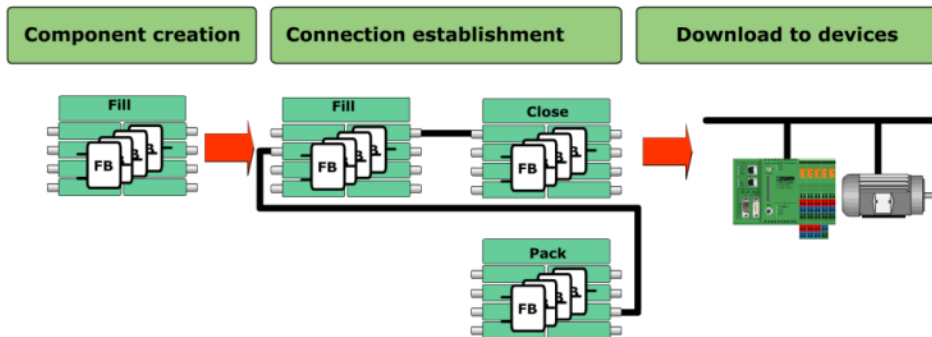 Component creation
Connection establishment
Download to devices
Fill
FB
Fill
FB
Close
FB
Pack
FB